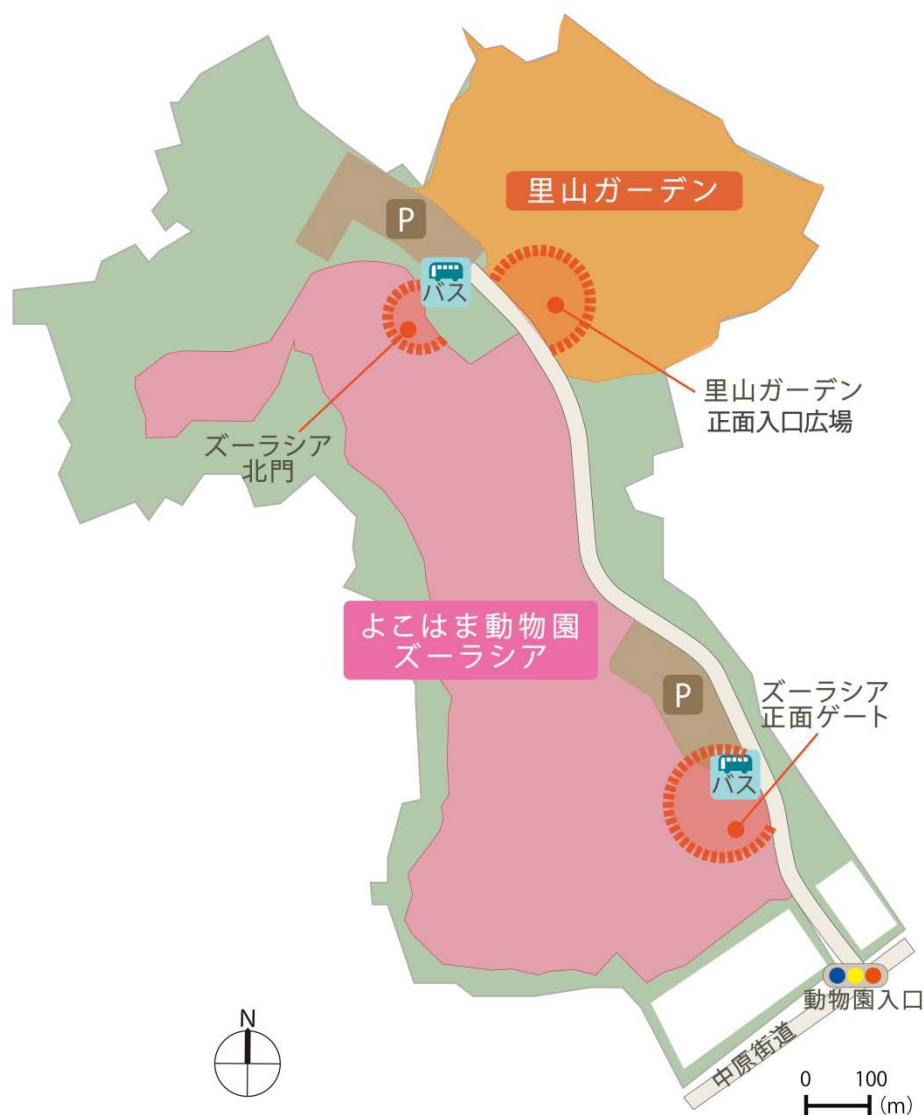 里山ガーデン
P
バス
里山ガーデン
正面入口広場
ズーラシア
北門
よこはま動物園
ズーラシア
P
ズーラシア
正面ゲート
バス
動物園入口
中原街道
N
0 100
(m)